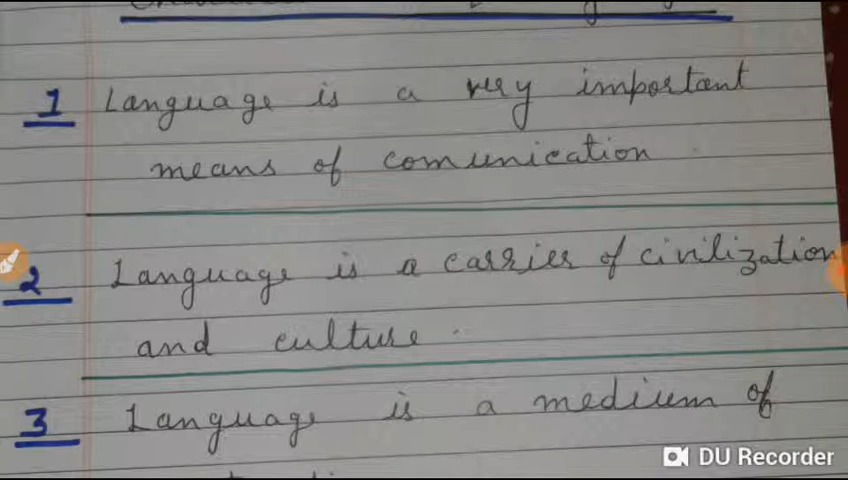 1 Language is a very important
means of comunication
2 Language is a carrier of civilization
and culture.
3 Language is a medium of
DU Recorder